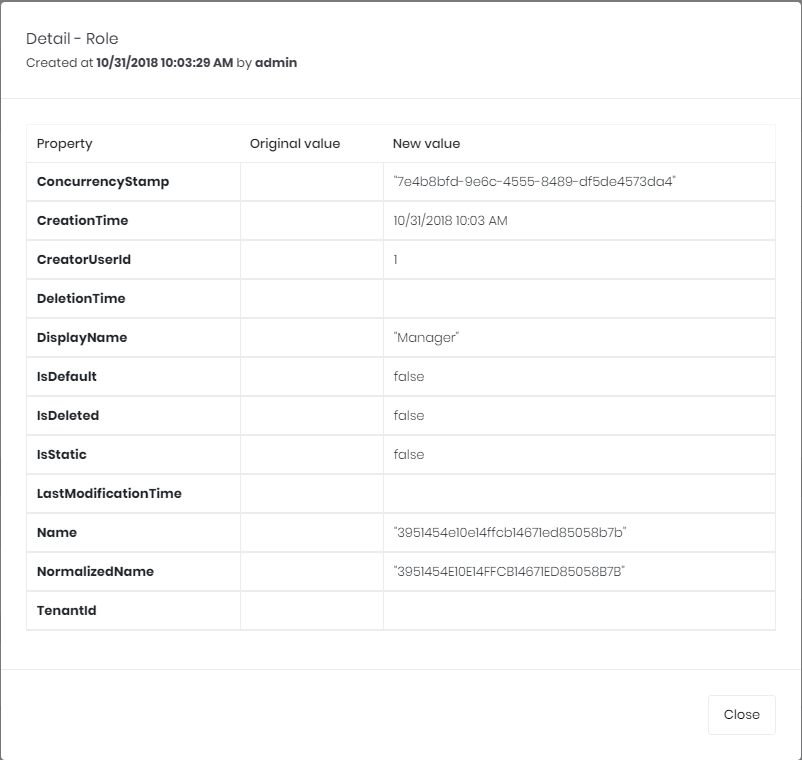 Detail - Role
Created at 10/31/2018 10:03:29 AM by admin
Property Original value New value
ConcurrencyStamp "7e4b8bfd-9e6c-4555-8489-df5de4573da4"
CreationTime 10/31/2018 10:03 AM
CreatorUserId 1
DeletionTime
DisplayName "Manager"
IsDefault false
IsDeleted false
IsStatic false
LastModificationTime
Name "3951454e10e14ffcb14671ed85058b7b"
NormalizedName "3951454E10E14FFCB14671ED85058B7B"
TenantId
Close